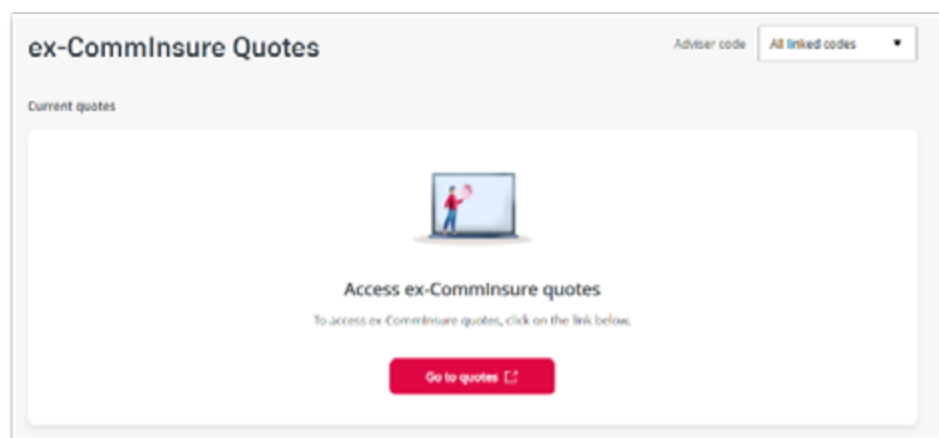 ex-CommInsure Quotes
Adviser code All linked codes
Current quotes
Access ex-CommInsure quotes
To access ex-CommInsure quotes, click on the link below.
Go to quotes